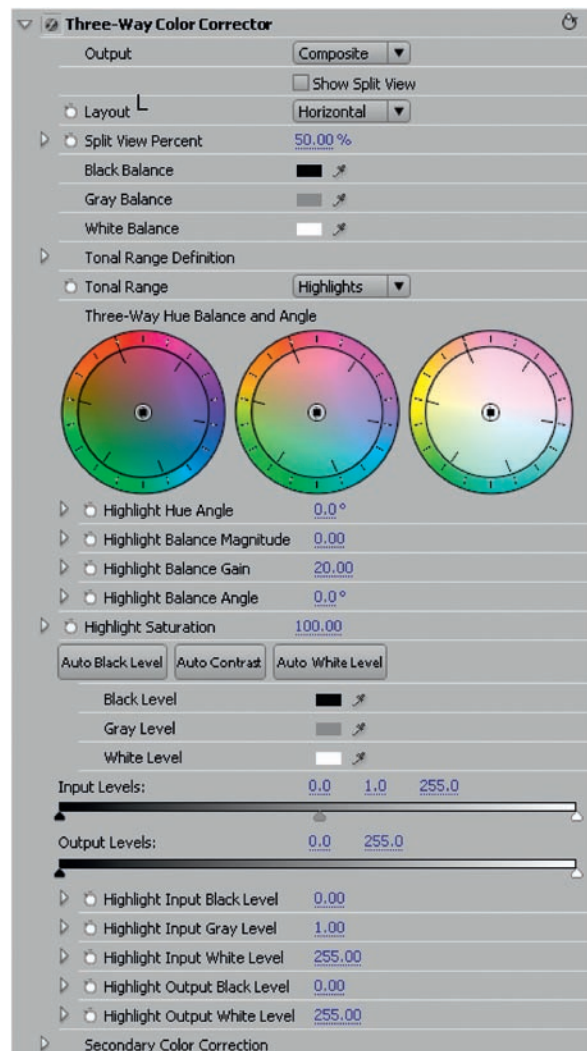 Three-Way Color Corrector
Output Composite
Show Split View
Layout Horizontal
Split View Percent 50.00 %
Black Balance
Gray Balance
White Balance
Tonal Range Definition
Tonal Range Highlights
Three-Way Hue Balance and Angle
Highlight Hue Angle 0.0°
Highlight Balance Magnitude 0.00
Highlight Balance Gain 20.00
Highlight Balance Angle 0.0°
Highlight Saturation 100.00
Auto Black Level Auto Contrast Auto White Level
Black Level
Gray Level
White Level
Input Levels: 0.0 1.0 255.0
Output Levels: 0.0 255.0
Highlight Input Black Level 0.00
Highlight Input Gray Level 1.00
Highlight Input White Level 255.00
Highlight Output Black Level 0.00
Highlight Output White Level 255.00
Secondary Color Correction